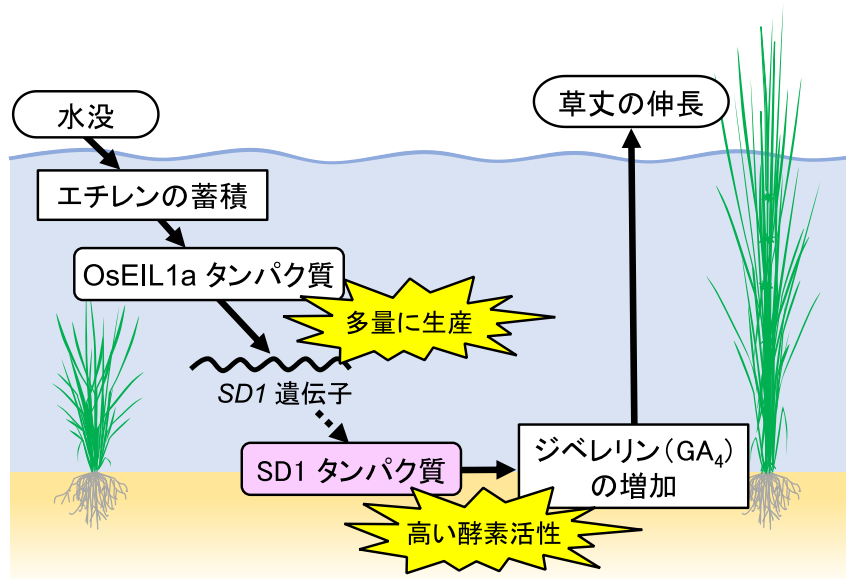 水没
エチレンの蓄積
OsEIL1a タンパク質
多量に生産
SD1 遺伝子
SD1 タンパク質
高い酵素活性
ジベレリン（GA₄）
の増加
草丈の伸長